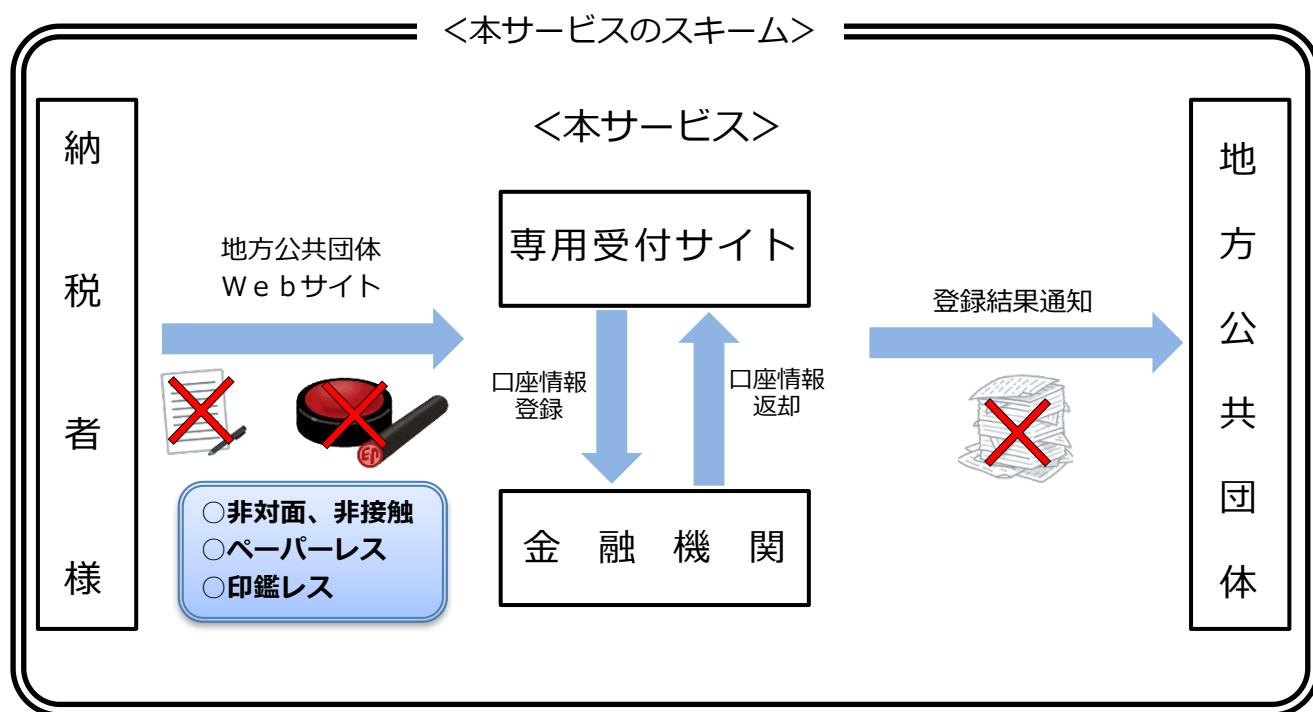 ＜本サービスのスキーム＞
納税者様
地方公共団体
Ｗｅｂサイト
○非対面、非接触
○ペーパーレス
○印鑑レス
＜本サービス＞
専用受付サイト
口座情報
登録
口座情報
返却
金融機関
登録結果通知
地方公共団体